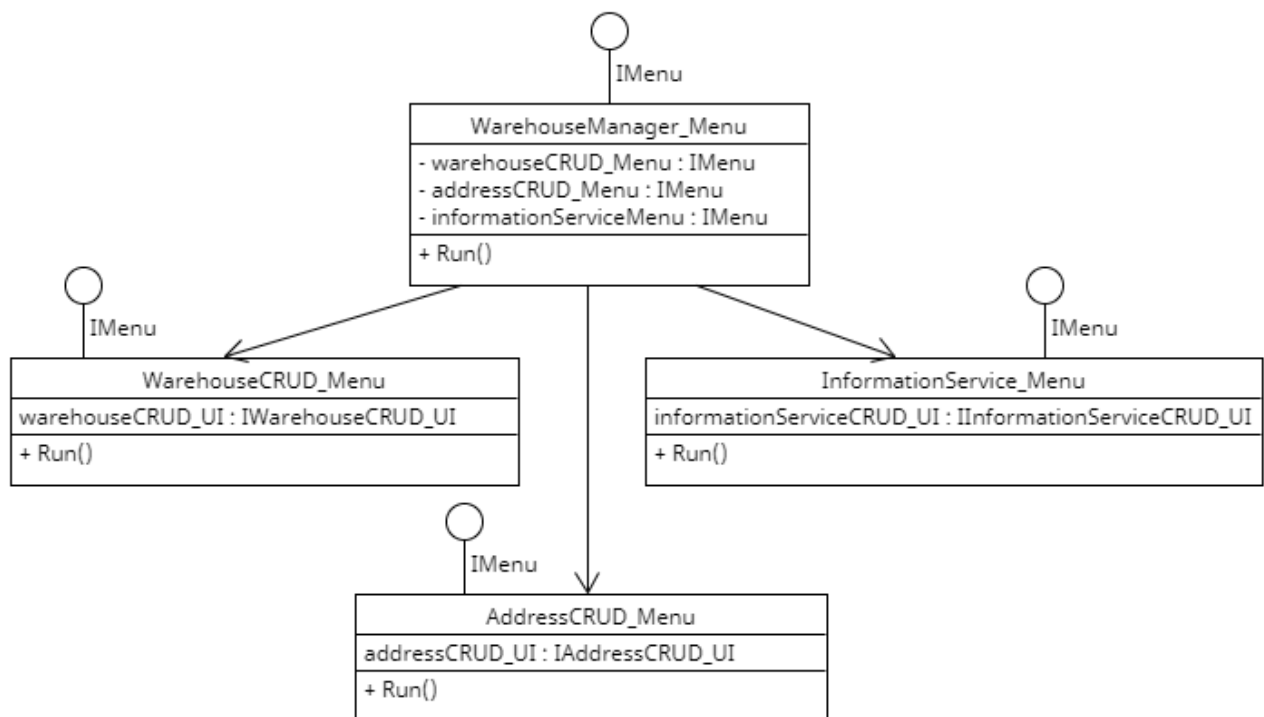 IMenu
WarehouseManager_Menu
- warehouseCRUD_Menu : IMenu
- addressCRUD_Menu : IMenu
- informationServiceMenu : IMenu
+ Run()
IMenu
WarehouseCRUD_Menu
warehouseCRUD_UI : IWarehouseCRUD_UI
+ Run()
IMenu
InformationService_Menu
informationServiceCRUD_UI : IInformationServiceCRUD_UI
+ Run()
IMenu
AddressCRUD_Menu
addressCRUD_UI : IAddressCRUD_UI
+ Run()